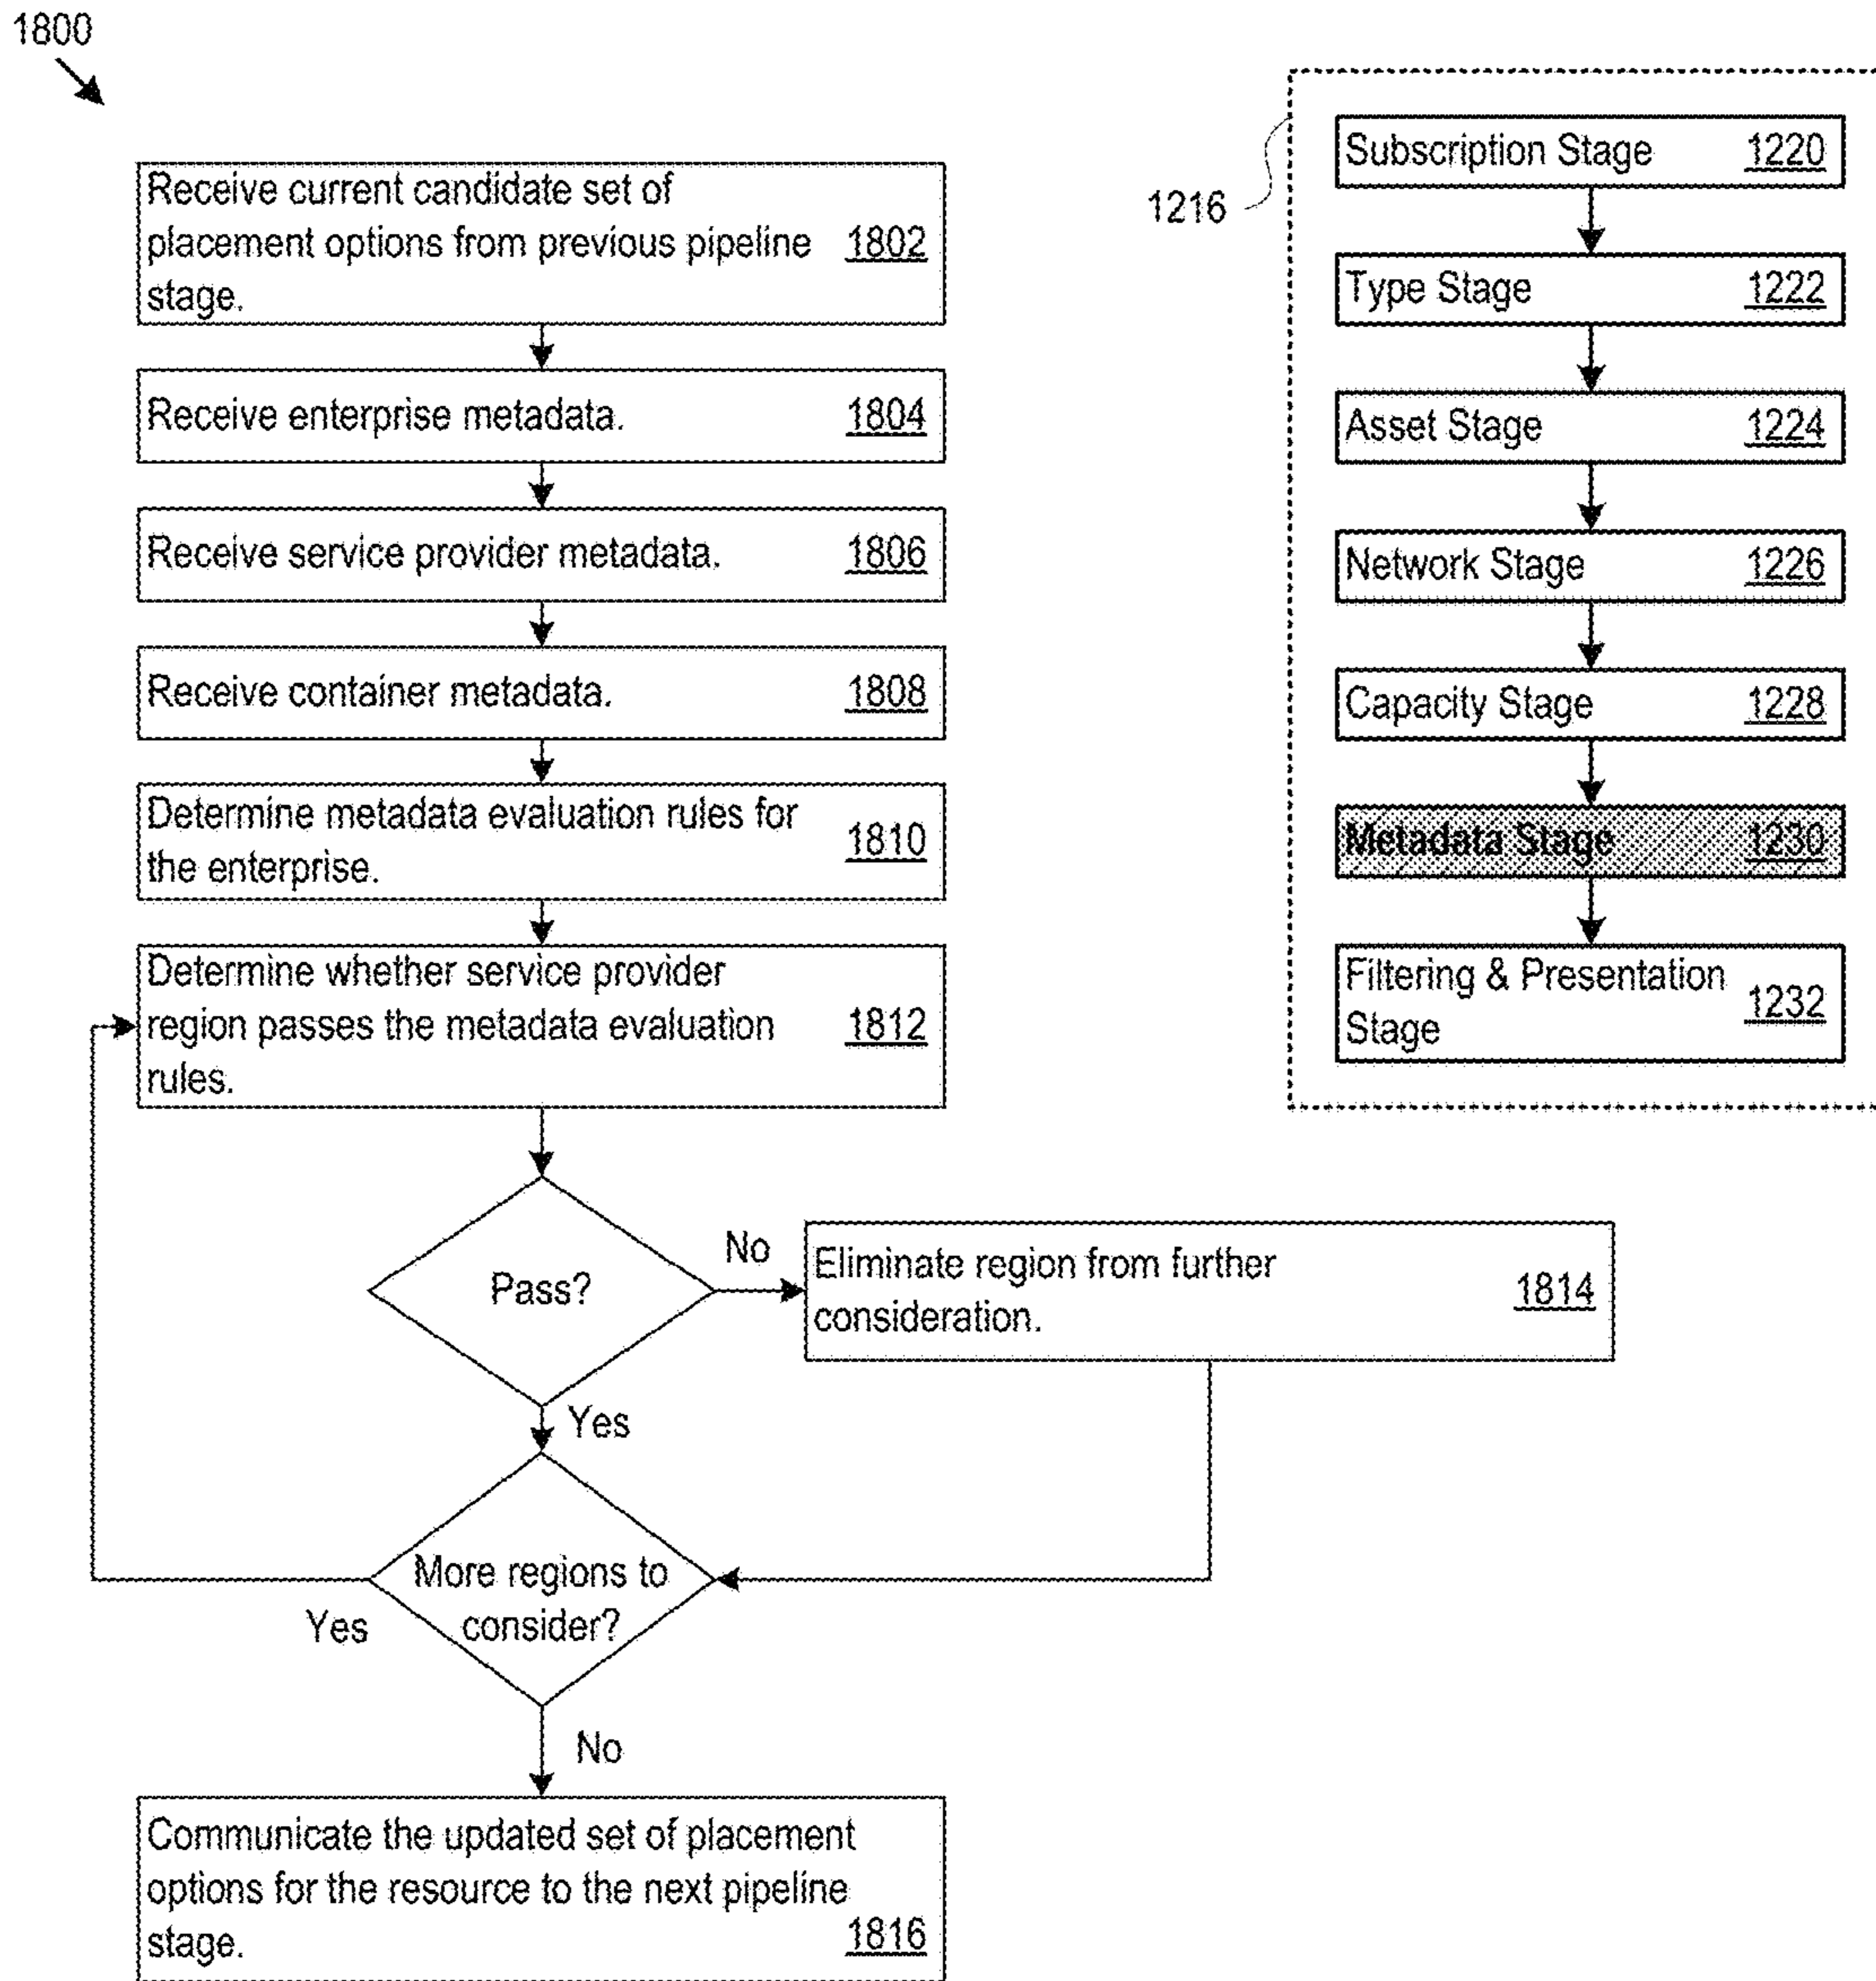 1800
Receive current candidate set of
placement options from previous pipeline 1802
stage.
Receive enterprise metadata. 1804
Receive service provider metadata. 1806
Receive container metadata. 1808
Determine metadata evaluation rules for
the enterprise. 1810
Determine whether service provider
region passes the metadata evaluation 1812
rules.
Pass?
No
Eliminate region from further
consideration. 1814
Yes
More regions to
consider?
Yes
No
Communicate the updated set of placement
options for the resource to the next pipeline
stage. 1816
1216
Subscription Stage 1220
Type Stage 1222
Asset Stage 1224
Network Stage 1226
Capacity Stage 1228
Metadata Stage 1230
Filtering & Presentation 1232
Stage